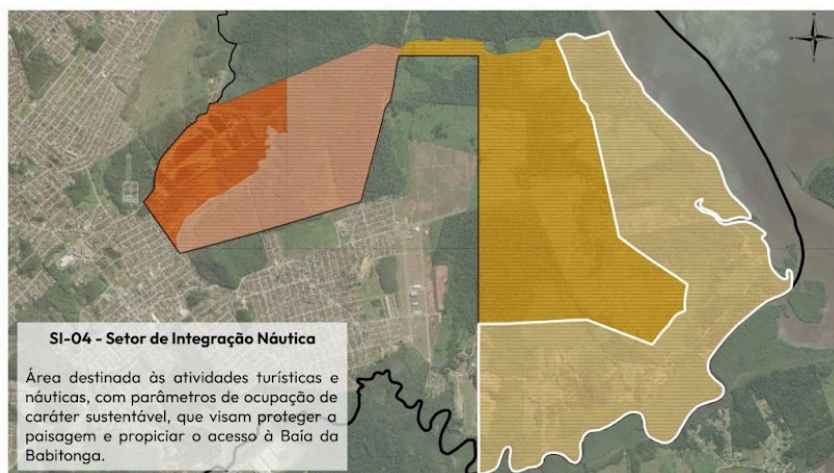 SI-04 - Setor de Integração Náutica
Área destinada às atividades turísticas e
náuticas, com parâmetros de ocupação de
caráter sustentável, que visam proteger a
paisagem e propiciar o acesso à Baía da
Babitonga.